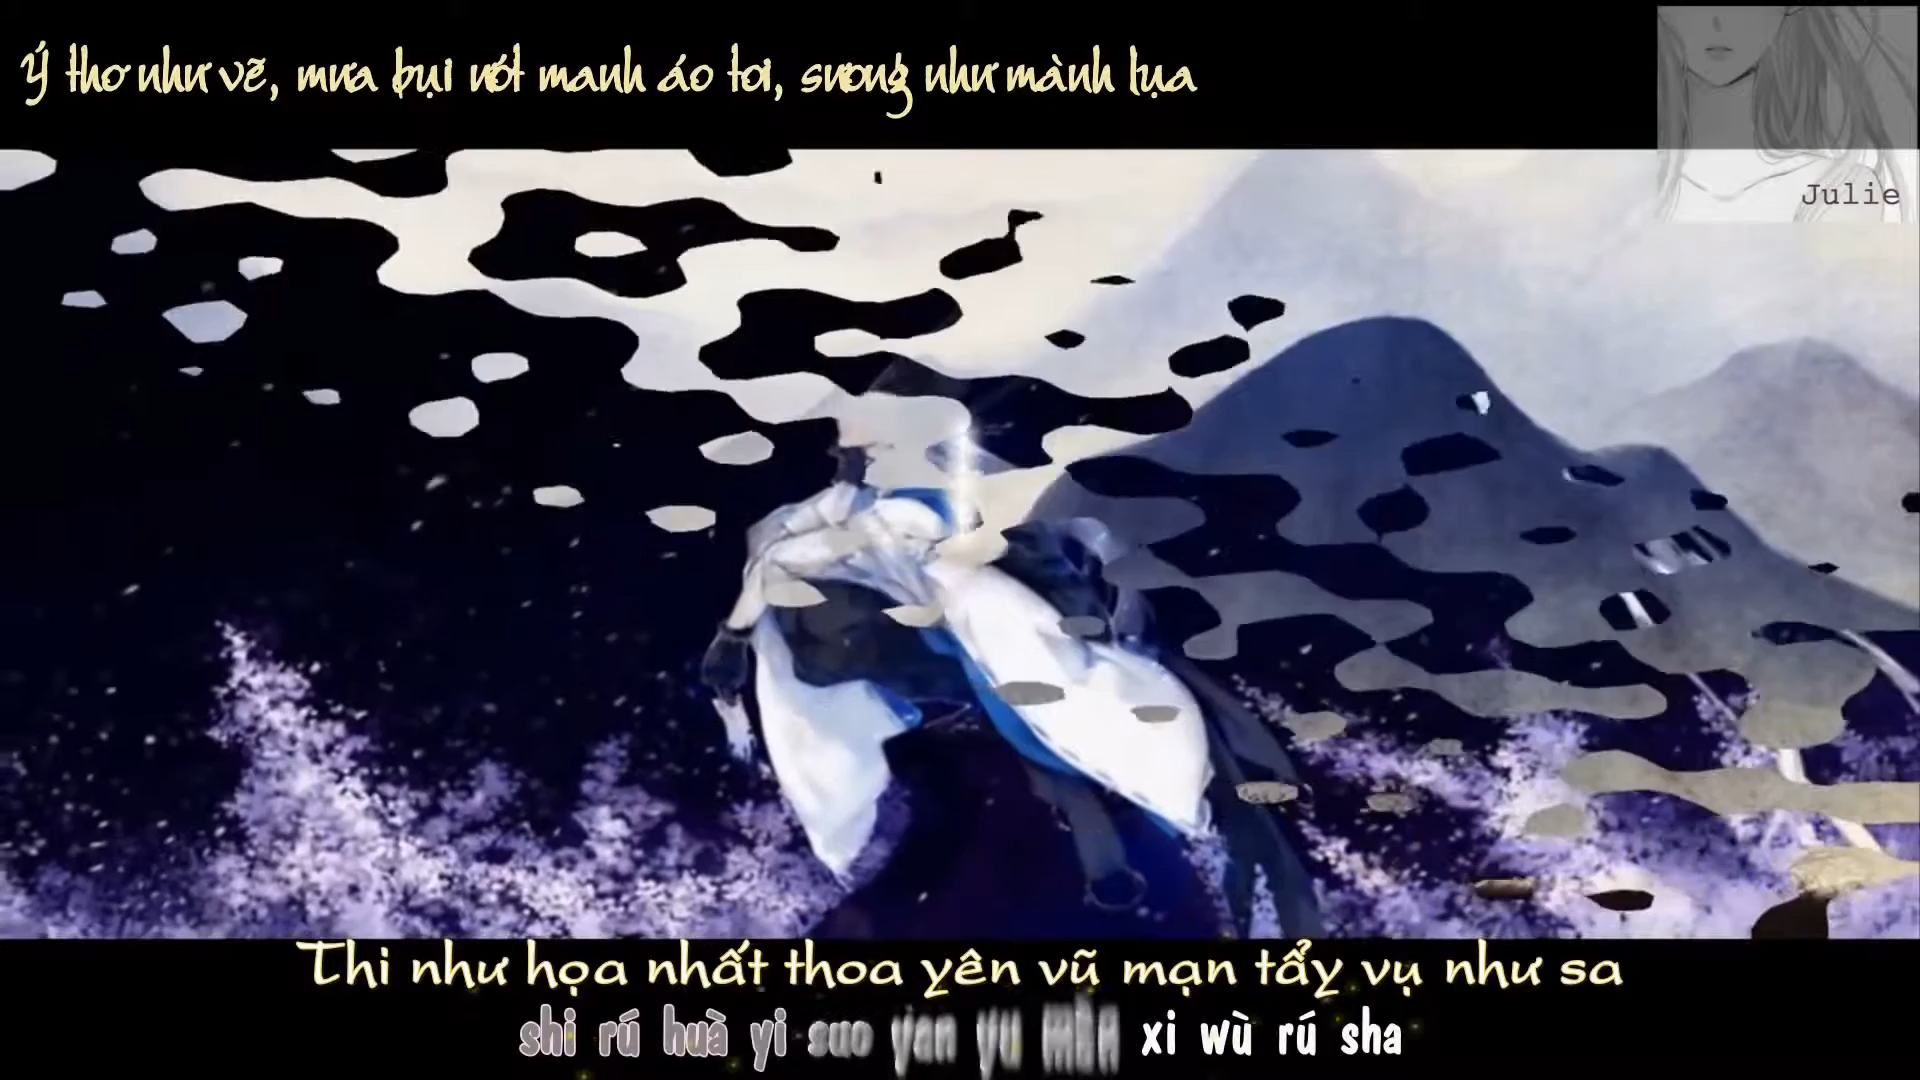 Ý thơ như vẽ, mưa bụi ướt manh áo tơi, sương như mành lụa
Julie
Thi như họa nhất thoa yên vũ mạn tẩy vụ như sa
shi rú huà yi suo yan yu màn xi wù rú sha